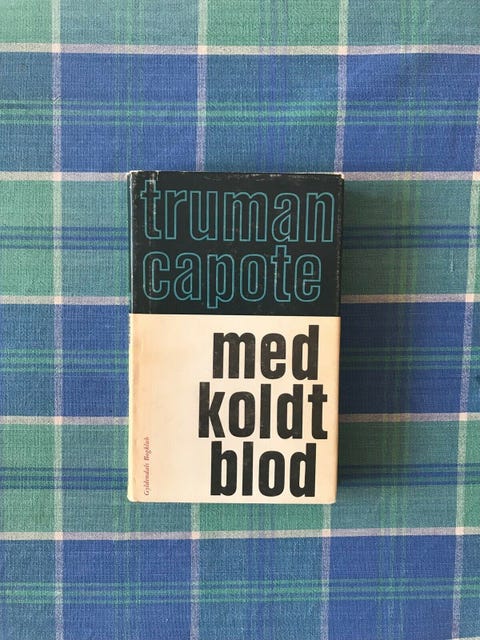 truman
capote
med
koldt
blod
Gyldendals Bogklub